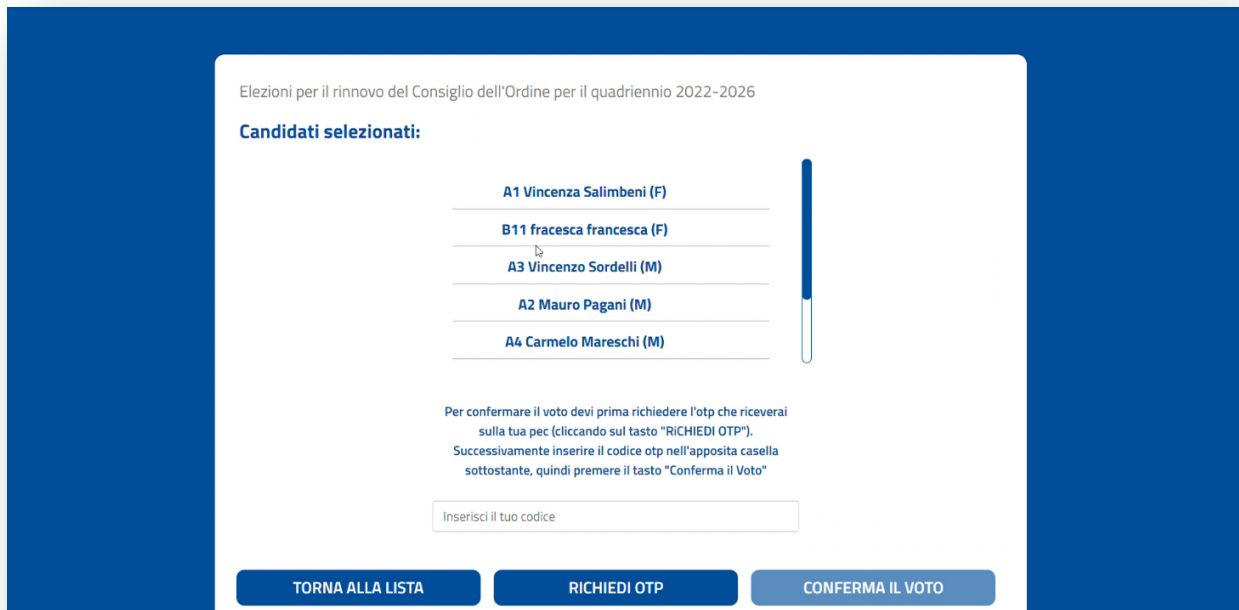 Elezioni per il rinnovo del Consiglio dell'Ordine per il quadriennio 2022-2026
Candidati selezionati:
A1 Vincenza Salimbeni (F)
B11 fracesca francesca (F)
A3 Vincenzo Sordelli (M)
A2 Mauro Pagani (M)
A4 Carmelo Mareschi (M)
Per confermare il voto devi prima richiedere l'otp che riceverai
sulla tua pec (cliccando sul tasto "RiCHIEDI OTP").
Successivamente inserire il codice otp nell'apposita casella
sottostante, quindi premere il tasto "Conferma il Voto"
Inserisci il tuo codice
TORNA ALLA LISTA
RICHIEDI OTP
CONFERMA IL VOTO